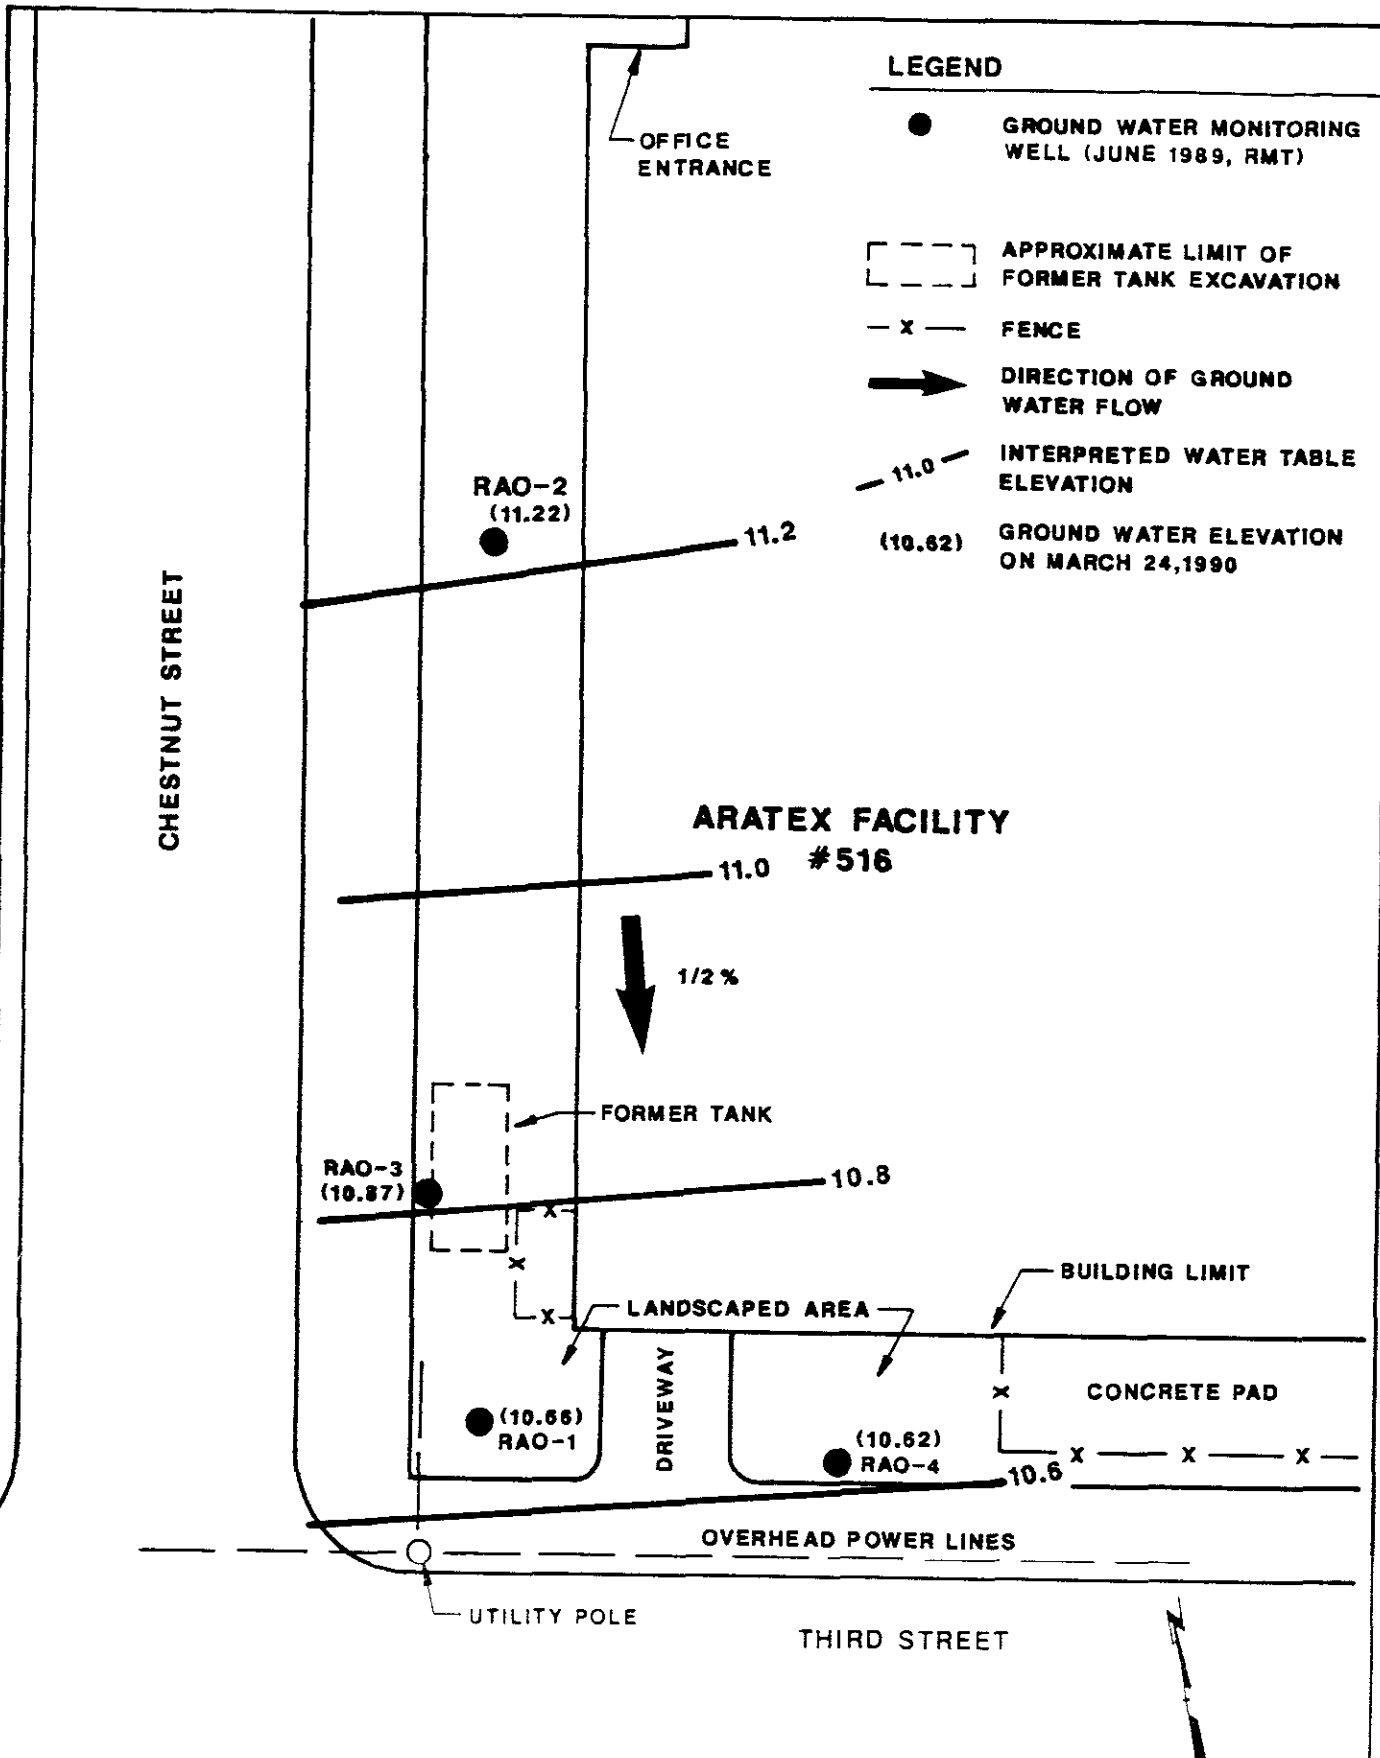 LEGEND
GROUND WATER MONITORING
WELL (JUNE 1989, RMT)
OFFICE
ENTRANCE
APPROXIMATE LIMIT OF
FORMER TANK EXCAVATION
X
FENCE
DIRECTION OF GROUND
WATER FLOW
11.0
INTERPRETED WATER TABLE
ELEVATION
(10.62)
GROUND WATER ELEVATION
ON MARCH 24,1990
RAO-2
(11.22)
11.2
CHESTNUT STREET
ARATEX FACILITY
#516
11.0
1/2%
FORMER TANK
RAO-3
(10.87)
10.8
X
X
X
BUILDING LIMIT
LANDSCAPED AREA
DRIVEWAY
X
CONCRETE PAD
(10.66)
RAO-1
(10.62)
RAO-4
X
X
X
10.6
OVERHEAD POWER LINES
UTILITY POLE
THIRD STREET